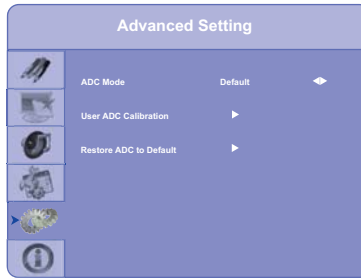 Advanced Setting
ADC Mode Default
User ADC Calibration
Restore ADC to Default